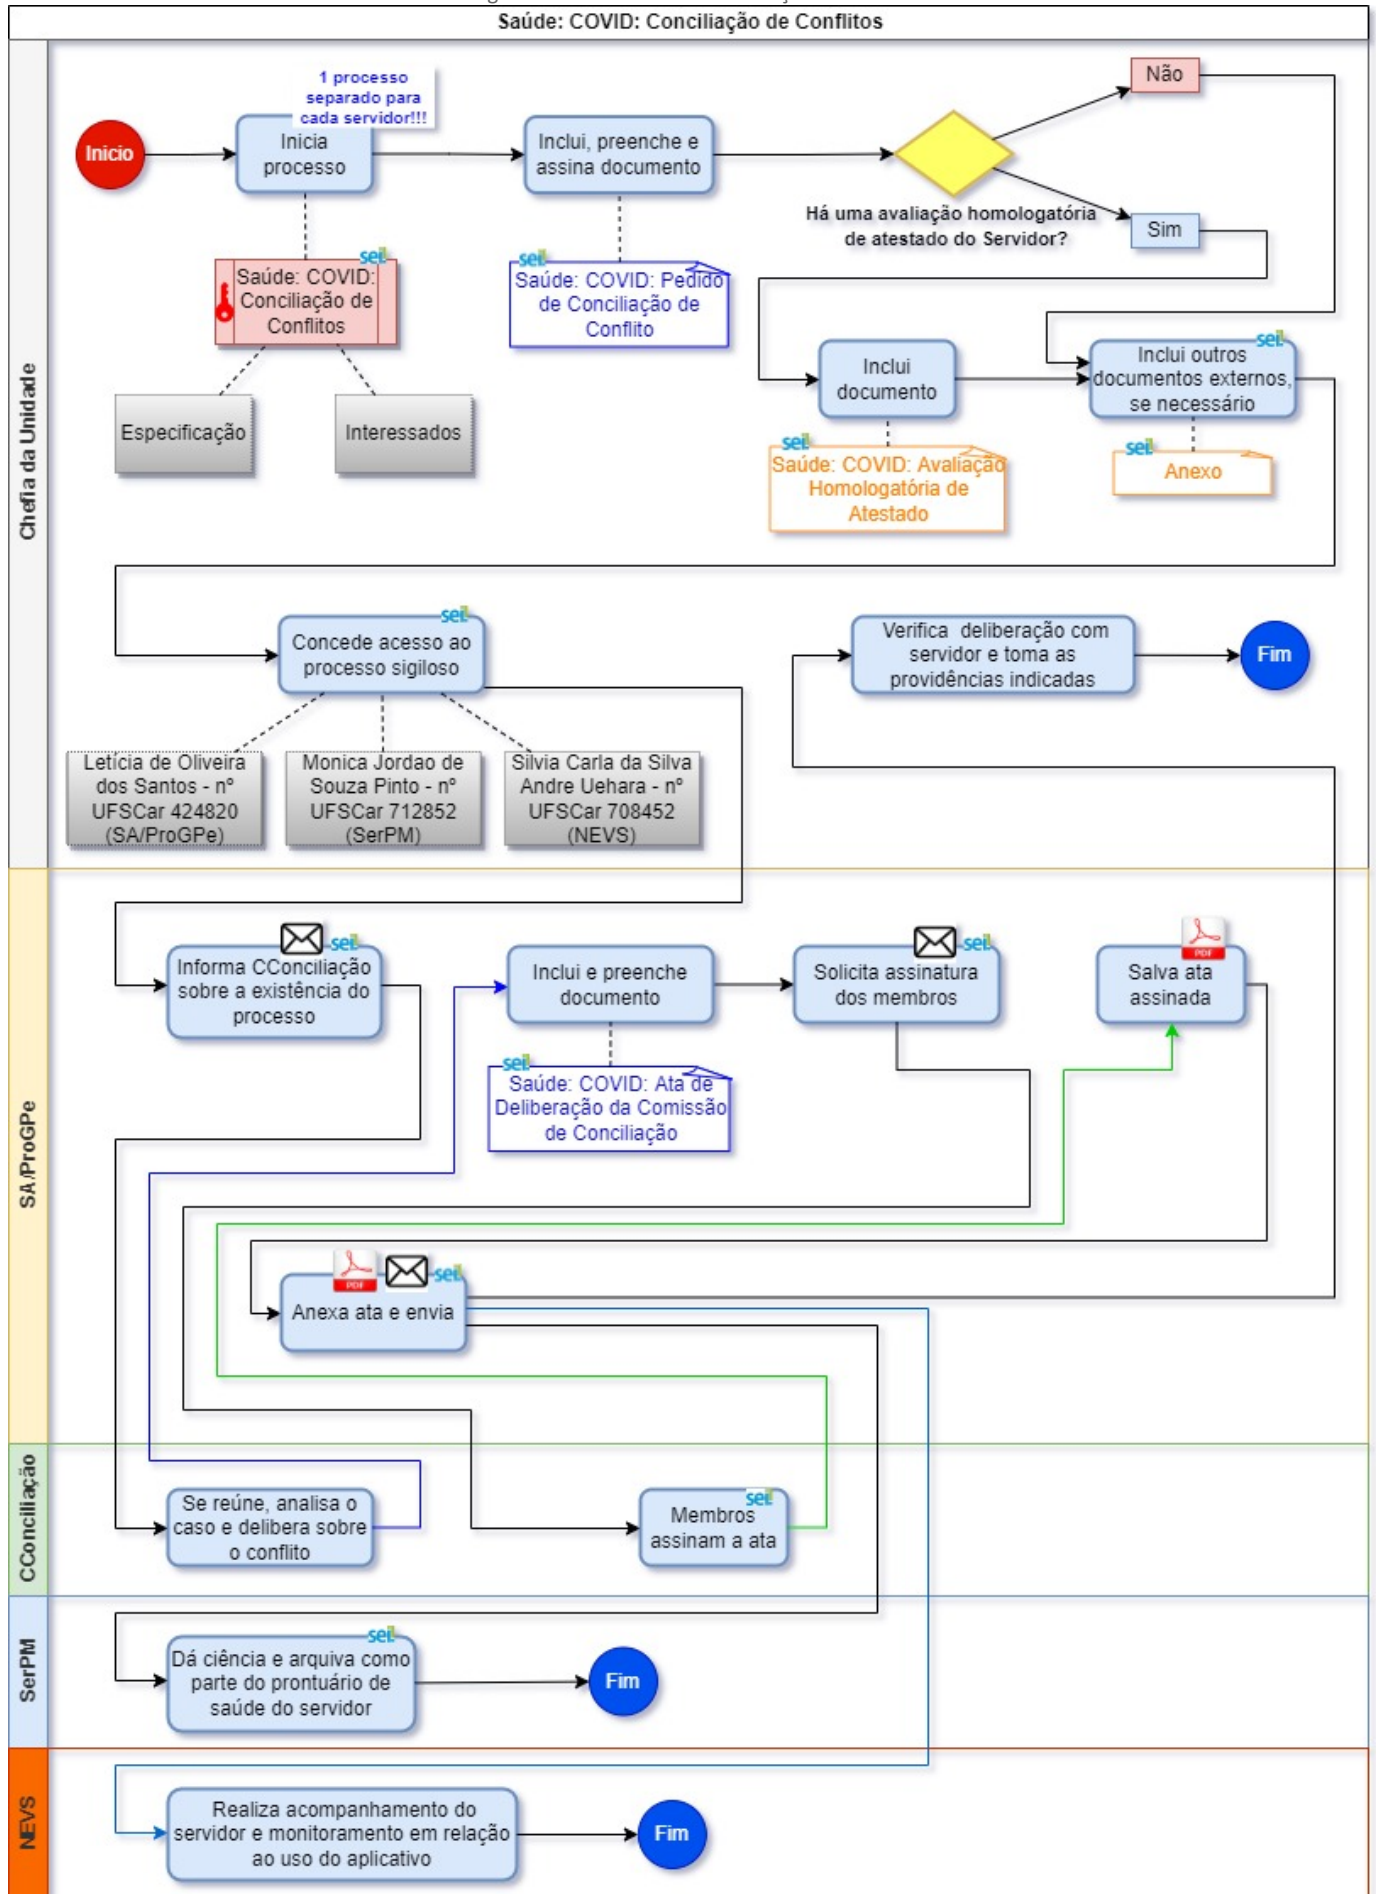 Saúde: COVID: Conciliação de Conflitos
Chefia da Unidade
1 processo
separado para
cada servidor!!!
Início
Inicia
processo
Inclui, preenche e
assina documento
Há uma avaliação homologatória
de atestado do Servidor?
Não
Sim
sei!
Saúde: COVID:
Conciliação de
Conflitos
Especificação
Interessados
sei!
Saúde: COVID: Pedido
de Conciliação de
Conflito
Inclui
documento
sei!
Saúde: COVID: Avaliação
Homologatória de
Atestado
sei!
Inclui outros
documentos externos,
se necessário
sei!
Anexo
sei!
Concede acesso ao
processo sigiloso
Letícia de Oliveira
dos Santos - nº
UFSCar 424820
(SA/ProGPe)
Monica Jordao de
Souza Pinto - nº
UFSCar 712852
(SerPM)
Silvia Carla da Silva
Andre Uehara - nº
UFSCar 708452
(NEVS)
Verifica deliberação com
servidor e toma as
providências indicadas
Fim
SA/ProGPe
sei!
Informa CConciliação
sobre a existência do
processo
Inclui e preenche
documento
sei!
Saúde: COVID: Ata de
Deliberação da Comissão
de Conciliação
sei!
Solicita assinatura
dos membros
PDF
Salva ata
assinada
PDF
sei!
Anexa ata e envia
CConciliação
Se reúne, analisa o
caso e delibera sobre
o conflito
sei!
Membros
assinam a ata
SerPM
sei!
Dá ciência e arquiva como
parte do prontuário de
saúde do servidor
Fim
NEVS
Realiza acompanhamento do
servidor e monitoramento em relação
ao uso do aplicativo
Fim